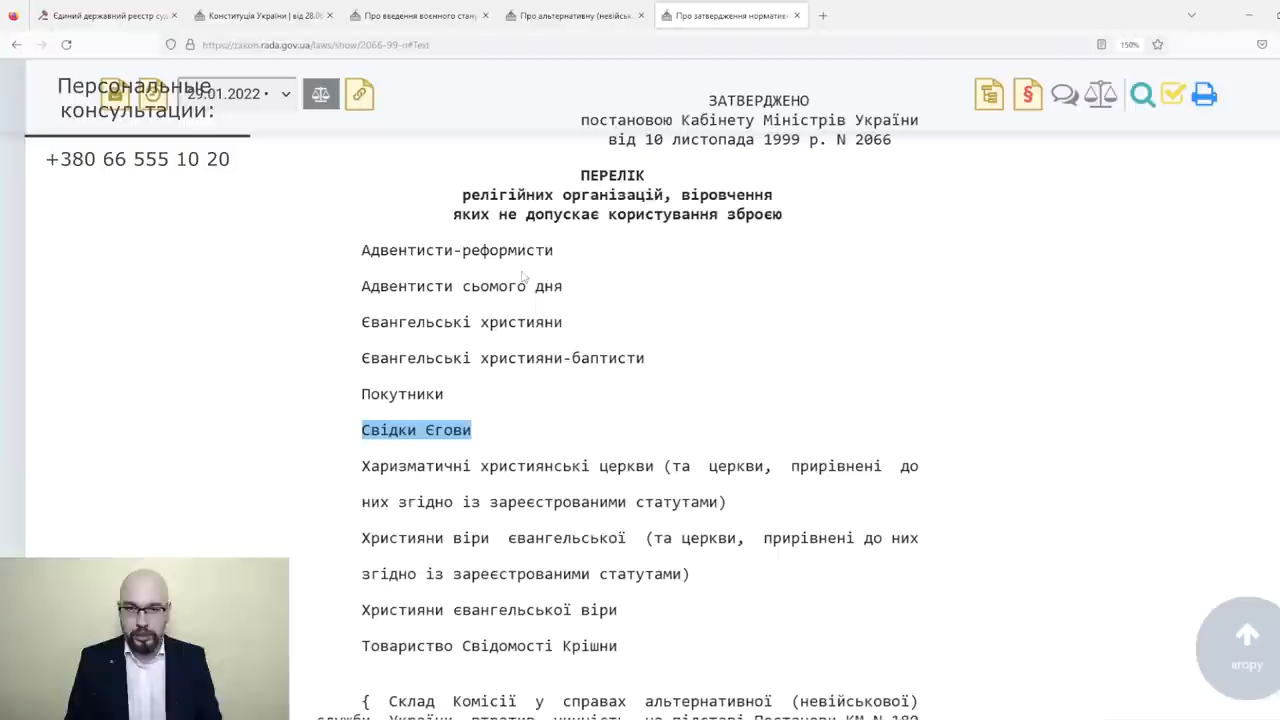 Єдиний державний реєстр суд
Конституція України | від 28.06
Про введення воєнного стану
Про альтернативну (невійськ
Про затвердження норматив
https://zakon.rada.gov.ua/laws/show/2066-99-п#Text
150%
Персональные
консультации:
+380 66 555 10 20
29.01.2022 •
ЗАТВЕРДЖЕНО
постановою Кабінету Міністрів України
від 10 листопада 1999 р. N 2066
ПЕРЕЛІК
релігійних організацій, віровчення
яких не допускає користування зброєю
Адвентисти-реформисти
Адвентисти сьомого дня
Євангельські християни
Євангельські християни-баптисти
Покутники
Свідки Єгови
Харизматичні християнські церкви (та церкви, прирівнені до
них згідно із зареєстрованими статутами)
Християни віри євангельської (та церкви, прирівнені до них
згідно із зареєстрованими статутами)
Християни євангельської віри
Товариство Свідомості Крішни
{ Склад Комісії у справах альтернативної (невійськової)
вгору